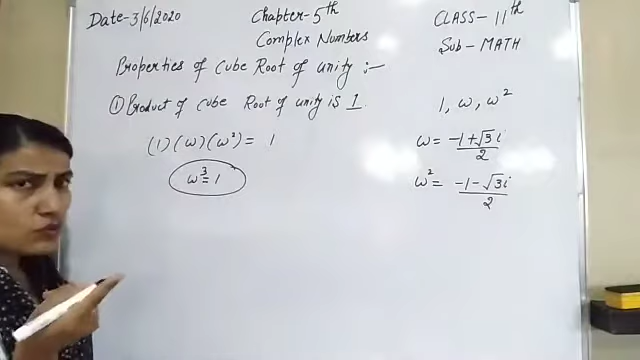 Date-3/6/2020
Chapter-5th
CLASS-11th
Complex Numbers
Sub-MATH
Properties of Cube Root of unity :-
① Product of cube Root of unity is 1.
1, ω, ω²
(1)(ω)(ω²) = 1
ω = -1+√3i/2
ω³=1
ω² = -1-√3i/2